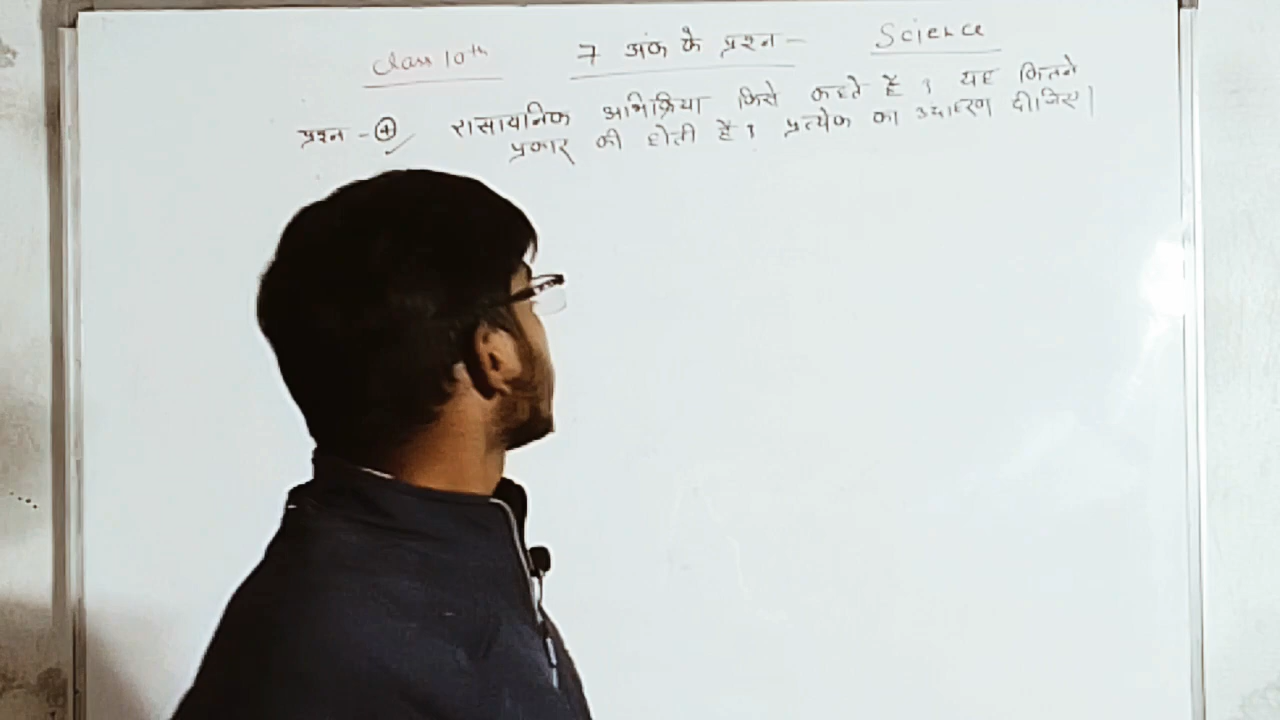 Class 10th 7 अंक के प्रश्न - Science
प्रश्न - 4 रासायनिक अभिक्रिया किसे कहते है ? यह कितने
प्रकार की होती है ? प्रत्येक का उदाहरण दीजिए |